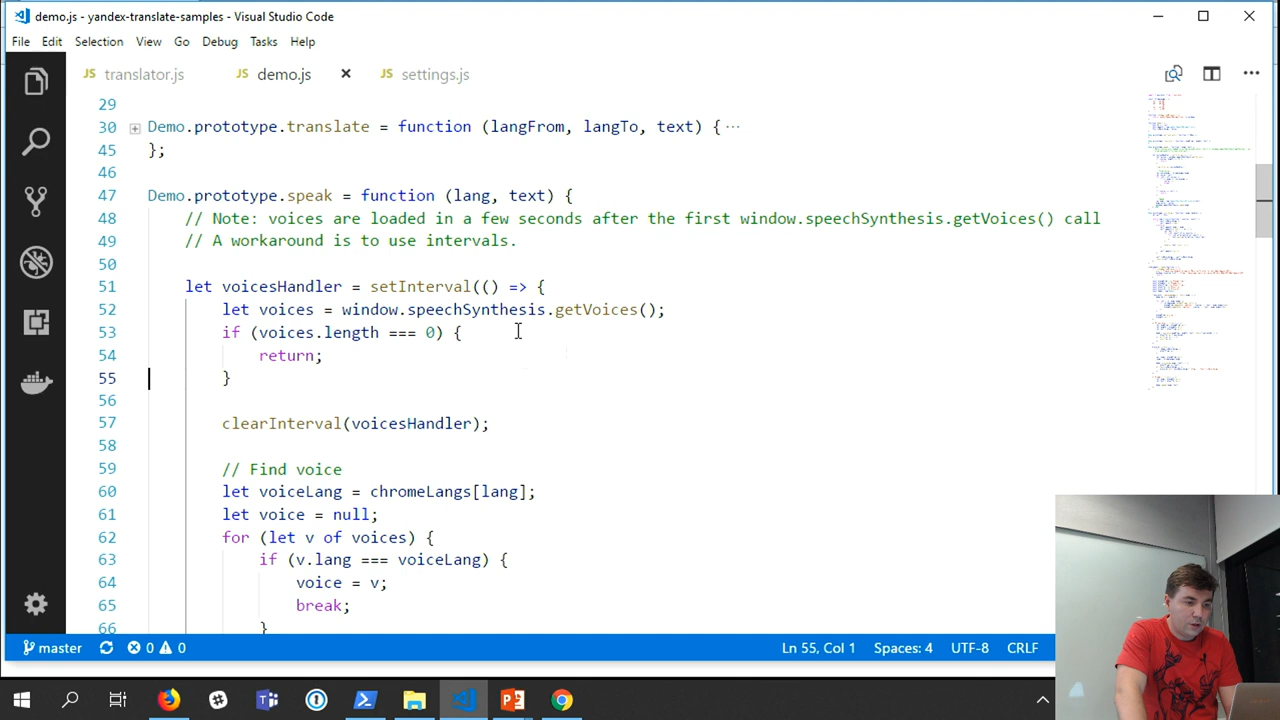 demo.js - yandex-translate-samples - Visual Studio Code
File Edit Selection View Go Debug Tasks Help
JS translator.js JS demo.js JS settings.js
29
30 Demo.prototype.translate = function (langFrom, langTo, text) {
45 };
46
47 Demo.prototype.speak = function (lang, text) {
48 // Note: voices are loaded in few seconds after the first window.speechSynthesis.getVoices() call
49 // A workaround is to use intervals.
50
51 let voicesHandler = setInterval(() => {
52 let voices = window.speechSynthesis.getVoices();
53 if (voices.length === 0) {
54 return;
55 }
56
57 clearInterval(voicesHandler);
58
59 // Find voice
60 let voiceLang = chromeLangs[lang];
61 let voice = null;
62 for (let v of voices) {
63 if (v.lang === voiceLang) {
64 voice = v;
65 break;
66 }
master 0 0 Ln 55, Col 1 Spaces: 4 UTF-8 CRLF